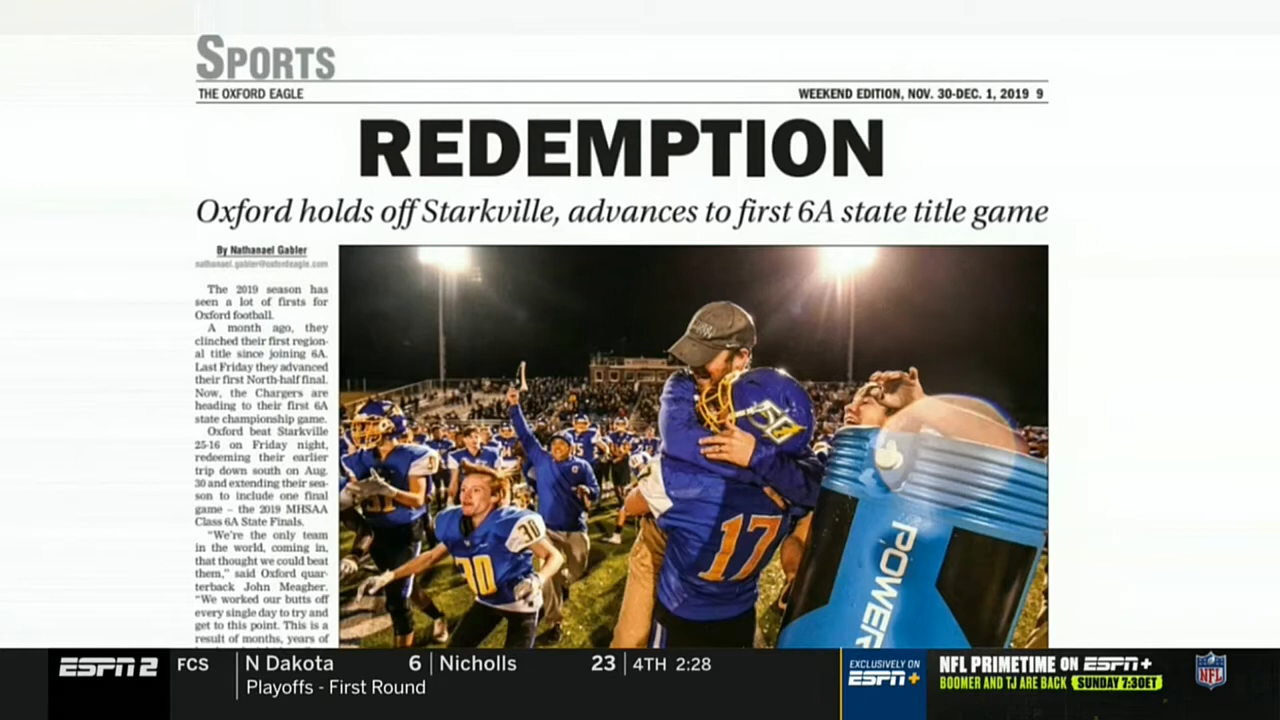 SPORTS
THE OXFORD EAGLE
WEEKEND EDITION, NOV. 30-DEC. 1, 2019 9
REDEMPTION
Oxford holds off Starkville, advances to first 6A state title game
By Nathanael Gabler
nathanael.gabler@oxfordeagle.com
The 2019 season has
seen a lot of firsts for
Oxford football.
A month ago, they
clinched their first region-
al title since joining 6A.
Last Friday they advanced
their first North-half final.
Now, the Chargers are
heading to their first 6A
state championship game.
Oxford beat Starkville
25-16 on Friday night,
redeeming their earlier
trip down south on Aug.
30 and extending their sea-
son to include one final
game – the 2019 MHSAA
Class 6A State Finals.
"We're the only team
in the world, coming in,
that thought we could beat
them," said Oxford quar-
terback John Meagher.
"We worked our butts off
every single day to try and
get to this point. This is a
result of months, years of
30
30
17
POWER
ESPN 2
FCS
N Dakota 6 Nicholls 23 4TH 2:28
Playoffs - First Round
EXCLUSIVELY ON
ESPN+
NFL PRIMETIME ON ESPN+
BOOMER AND TJ ARE BACK SUNDAY 7:30ET
NFL